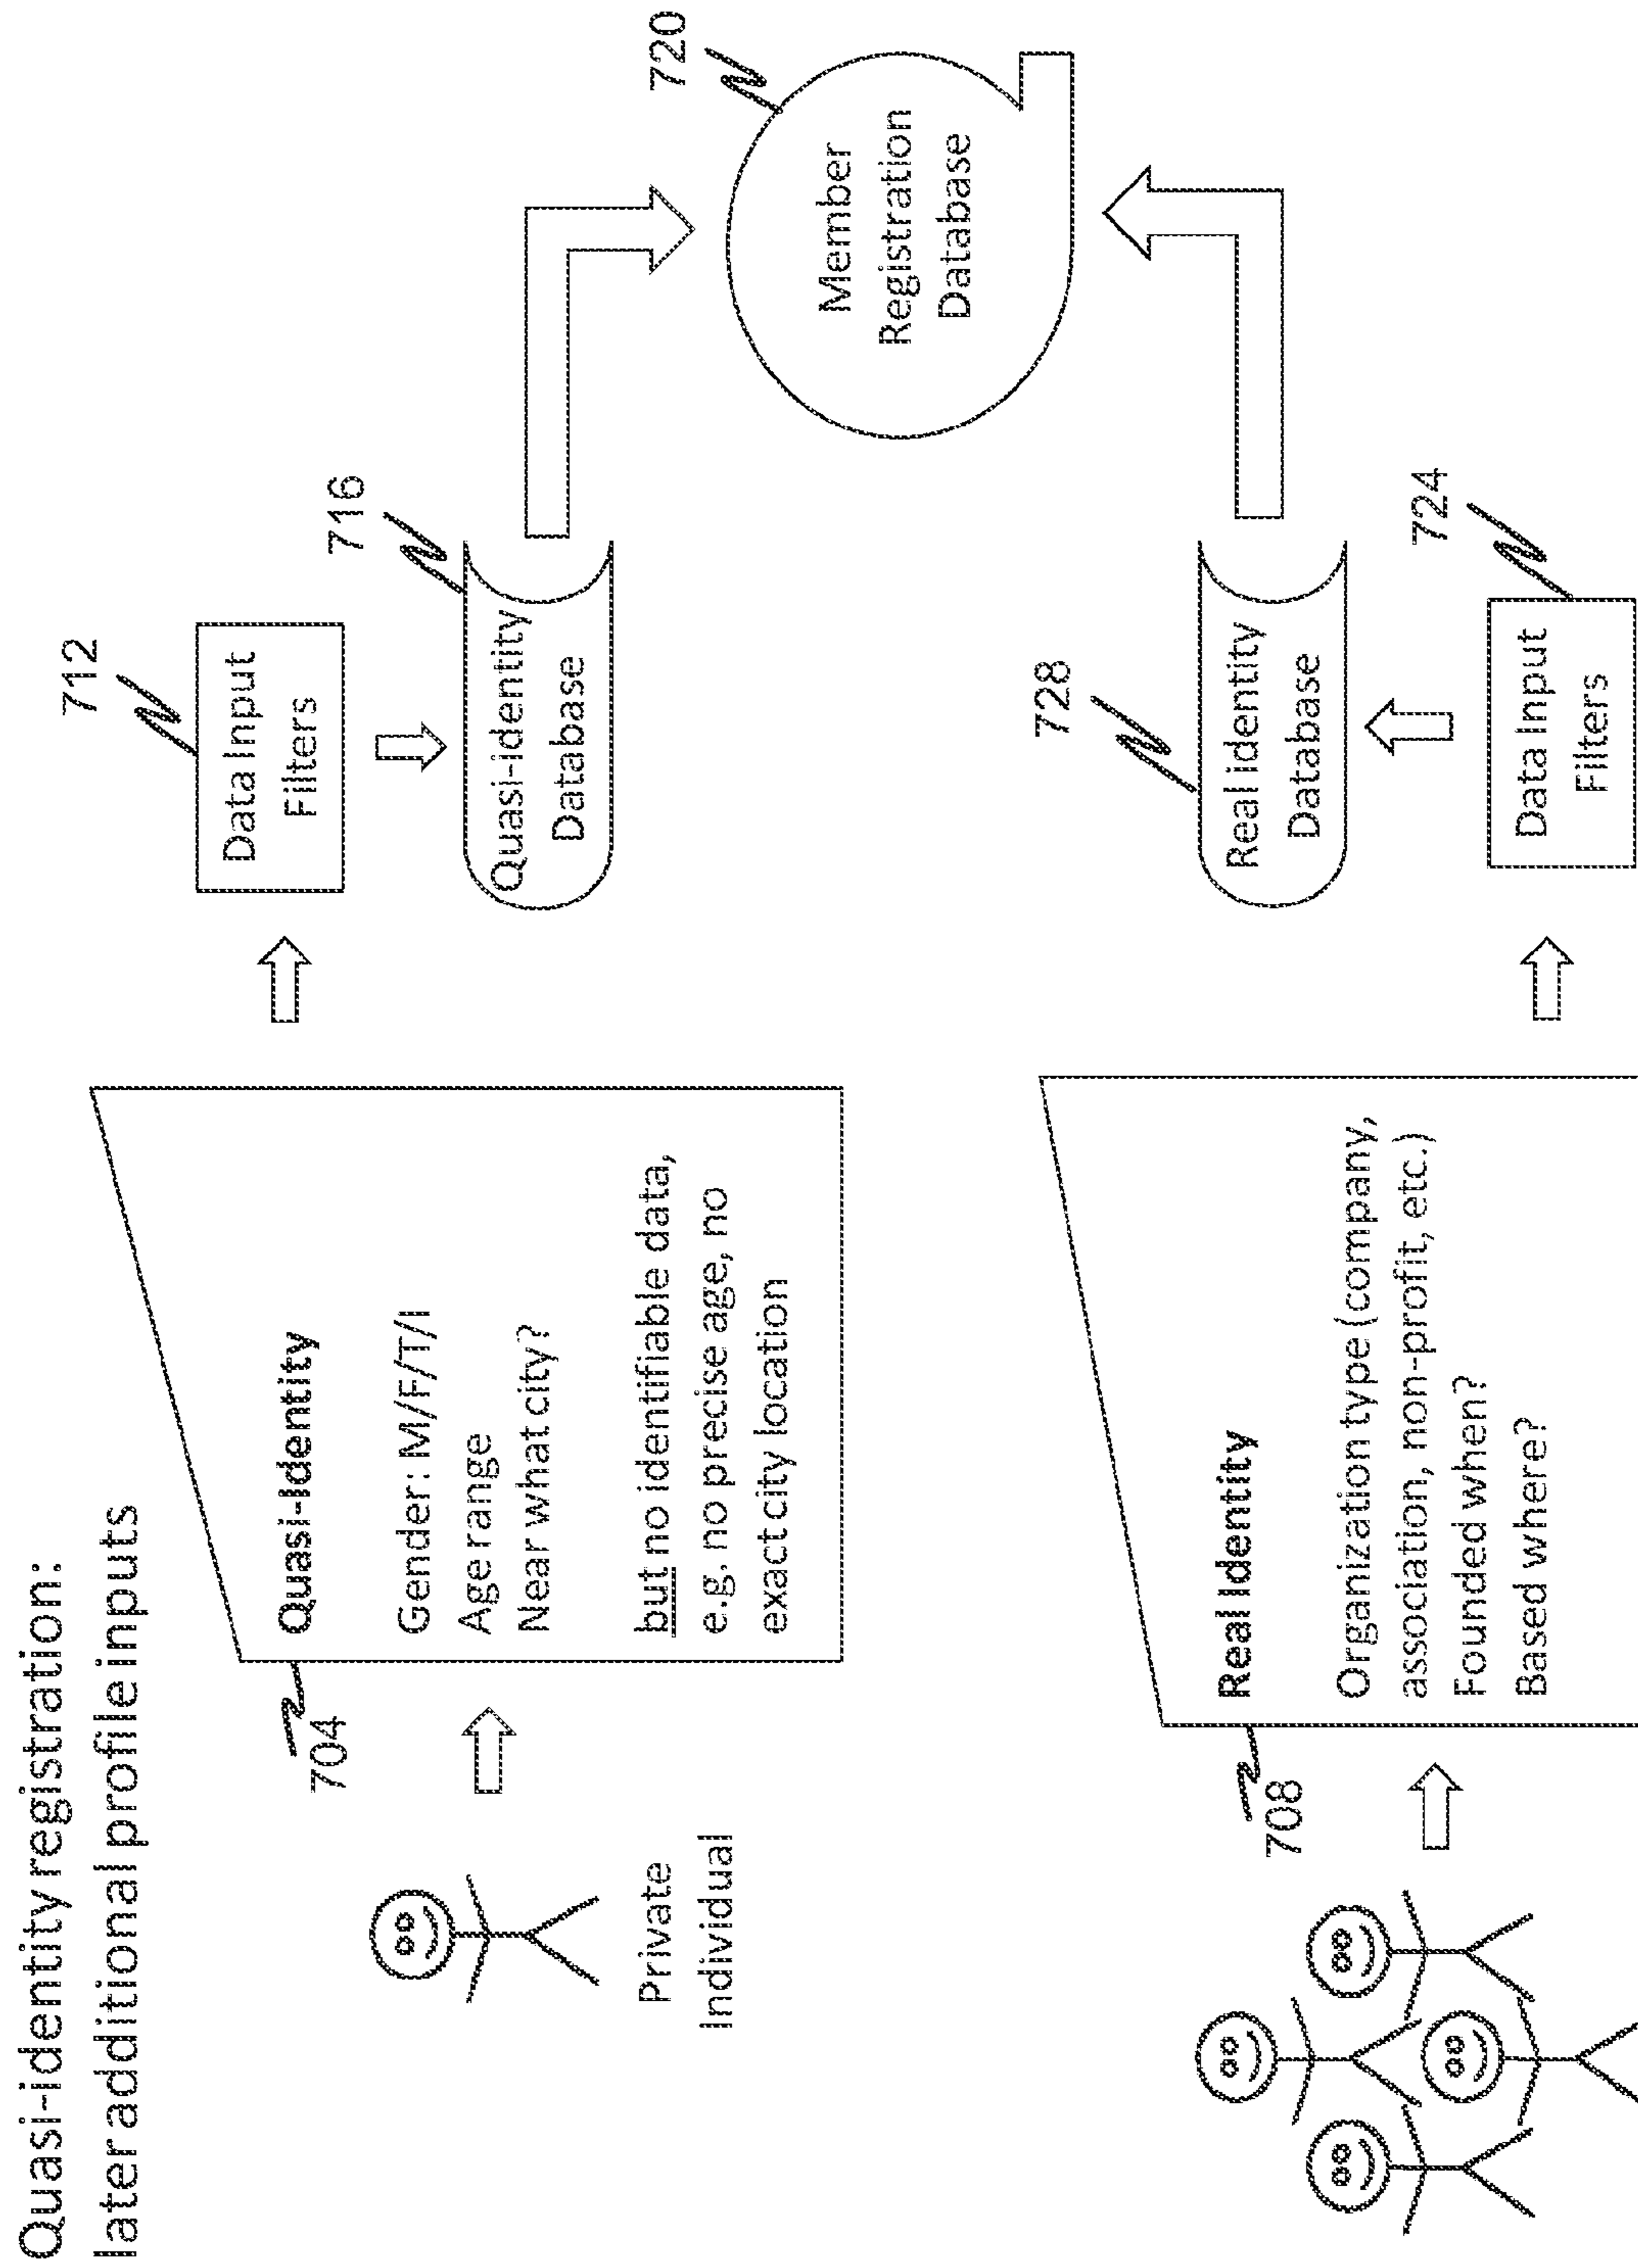 Quasi-identity registration:
later additional profile inputs
Private
Individual
704
Quasi-Identity
Gender: M/F/T/I
Age range
Near what city?
but no identifiable data,
e.g. no precise age, no
exact city location
712
Data Input
Filters
716
Quasi-identity
Database
720
Member
Registration
Database
708
Real Identity
Organization type (company,
association, non-profit, etc.)
Founded when?
Based where?
728
Real identity
Database
724
Data Input
Filters